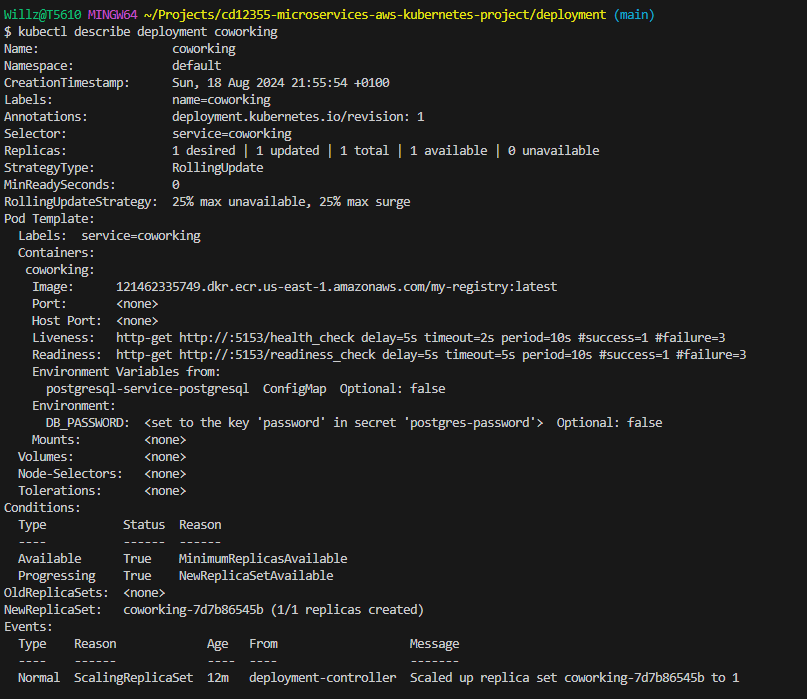 Willz@T5610 MINGW64 ~/Projects/cd12355-microservices-aws-kubernetes-project/deployment (main)
$ kubectl describe deployment coworking
Name:                   coworking
Namespace:              default
CreationTimestamp:      Sun, 18 Aug 2024 21:55:54 +0100
Labels:                 name=coworking
Annotations:            deployment.kubernetes.io/revision: 1
Selector:               service=coworking
Replicas:               1 desired | 1 updated | 1 total | 1 available | 0 unavailable
StrategyType:           RollingUpdate
MinReadySeconds:        0
RollingUpdateStrategy:  25% max unavailable, 25% max surge
Pod Template:
  Labels:  service=coworking
  Containers:
   coworking:
    Image:      121462335749.dkr.ecr.us-east-1.amazonaws.com/my-registry:latest
    Port:       <none>
    Host Port:  <none>
    Liveness:   http-get http://:5153/health_check delay=5s timeout=2s period=10s #success=1 #failure=3
    Readiness:  http-get http://:5153/readiness_check delay=5s timeout=5s period=10s #success=1 #failure=3
    Environment Variables from:
      postgresql-service-postgresql  ConfigMap  Optional: false
    Environment:
      DB_PASSWORD:  <set to the key 'password' in secret 'postgres-password'>  Optional: false
    Mounts:         <none>
  Volumes:          <none>
  Node-Selectors:   <none>
  Tolerations:      <none>
Conditions:
  Type           Status  Reason
  ----           ------  ------
  Available      True    MinimumReplicasAvailable
  Progressing    True    NewReplicaSetAvailable
OldReplicaSets:  <none>
NewReplicaSet:   coworking-7d7b86545b (1/1 replicas created)
Events:
  Type    Reason             Age   From                   Message
  ----    ------             ----  ----                   -------
  Normal  ScalingReplicaSet  12m   deployment-controller  Scaled up replica set coworking-7d7b86545b to 1